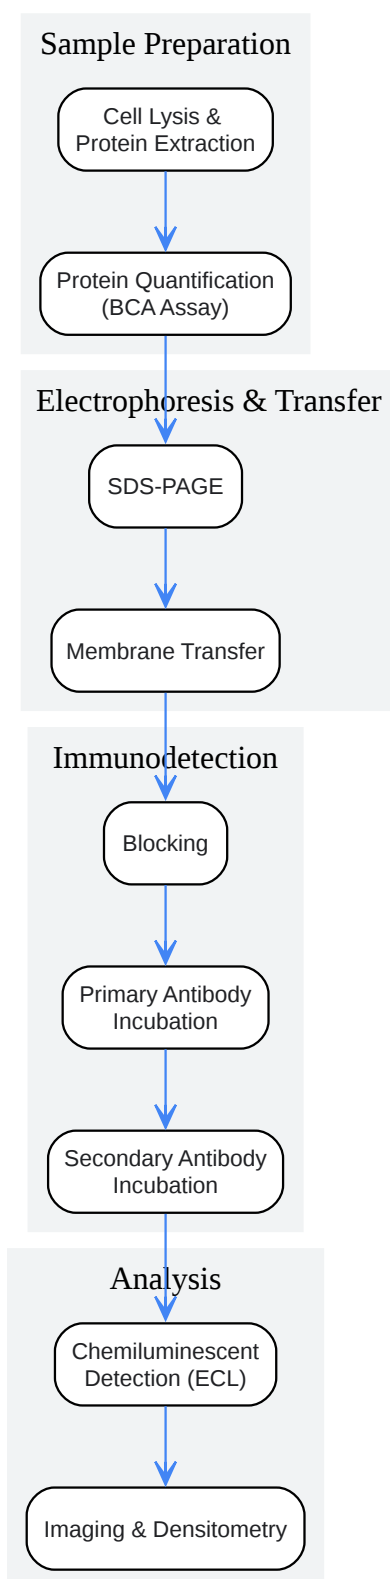 Sample Preparation
Cell Lysis &
Protein Extraction
Protein Quantification
(BCA Assay)
Electrophoresis & Transfer
SDS-PAGE
Membrane Transfer
Immunodetection
Blocking
Primary Antibody
Incubation
Secondary Antibody
Incubation
Analysis
Chemiluminescent
Detection (ECL)
Imaging & Densitometry